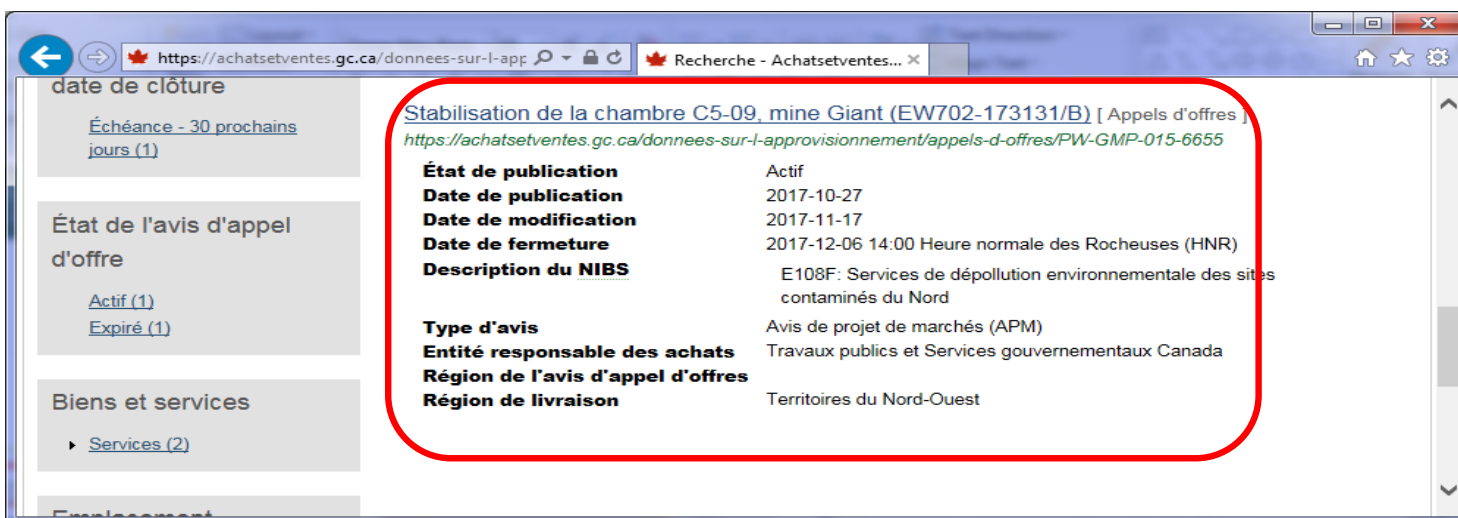 https://achatsetventes.gc.ca/donnees-sur-l-app
Recherche - Achatsetventes...
date de clôture
Échéance - 30 prochains
jours (1)
État de l'avis d'appel
d'offre
Actif (1)
Expiré (1)
Biens et services
Services (2)
Emplacement
Stabilisation de la chambre C5-09, mine Giant (EW702-173131/B) [ Appels d'offres ]
https://achatsetventes.gc.ca/donnees-sur-l-approvisionnement/appels-d-offres/PW-GMP-015-6655
État de publication Actif
Date de publication 2017-10-27
Date de modification 2017-11-17
Date de fermeture 2017-12-06 14:00 Heure normale des Rocheuses (HNR)
Description du NIBS E108F: Services de dépollution environnementale des sites
contaminés du Nord
Type d'avis Avis de projet de marchés (APM)
Entité responsable des achats Travaux publics et Services gouvernementaux Canada
Région de l'avis d'appel d'offres
Région de livraison Territoires du Nord-Ouest